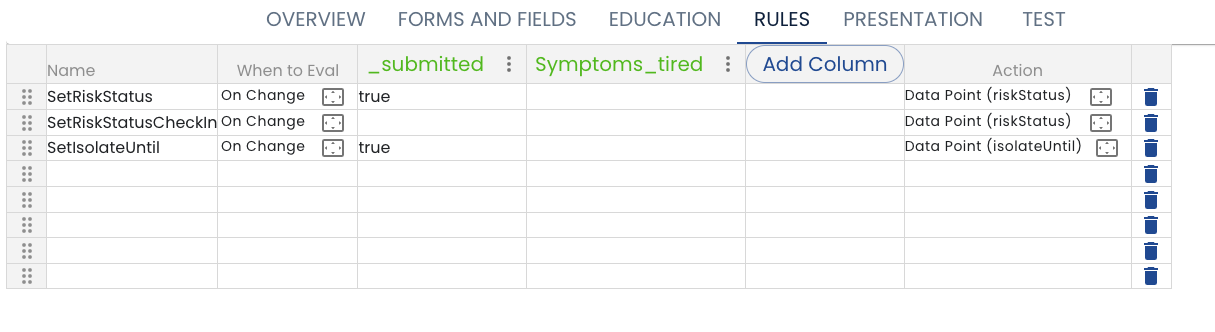 OVERVIEW FORMS AND FIELDS EDUCATION RULES PRESENTATION TEST
Name When to Eval _submitted Symptoms_tired Add Column Action
SetRiskStatus On Change true Data Point (riskStatus)
SetRiskStatusCheckIn On Change Data Point (riskStatus)
SetIsolateUntil On Change true Data Point (isolateUntil)